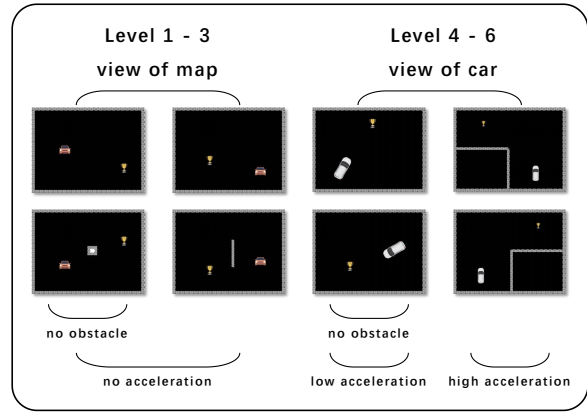 Level 1 - 3
view of map
Level 4 - 6
view of car
no obstacle
no obstacle
no acceleration
low acceleration
high acceleration